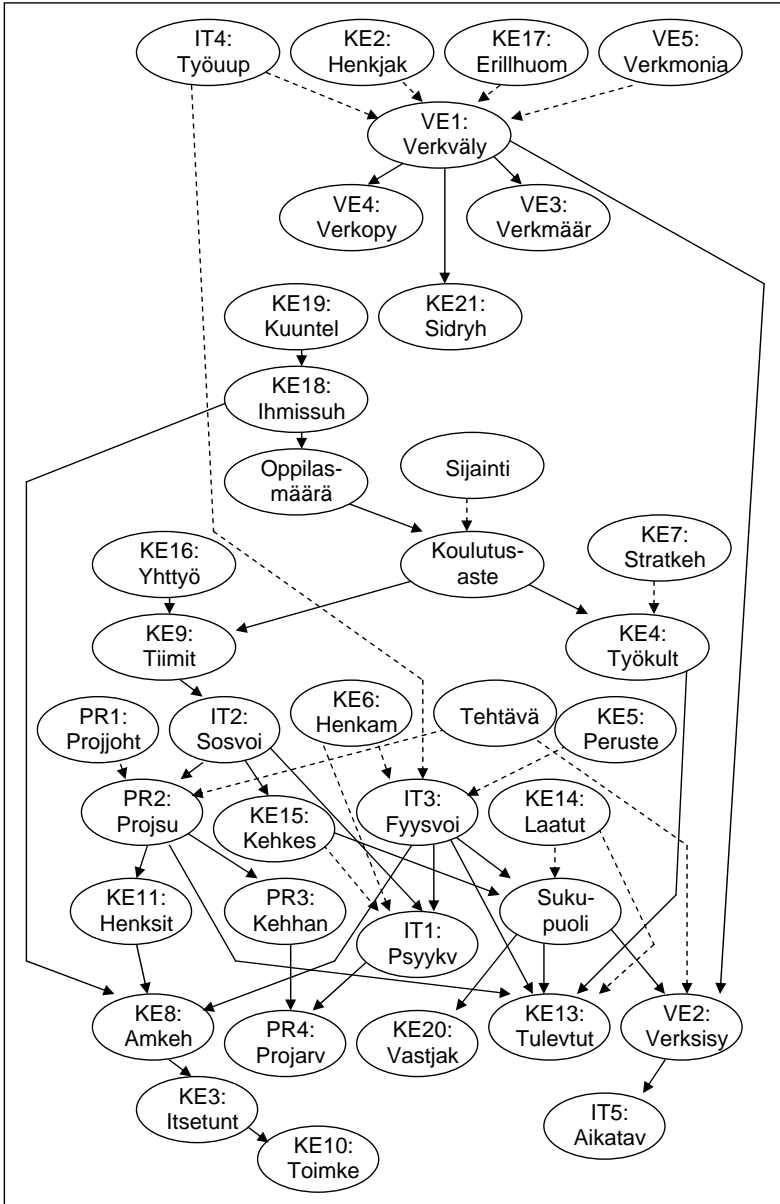 IT4:
Työuup
KE2:
Henkjak
KE17:
Erillhuom
VE5:
Verkmonia
VE1:
Verkväly
VE4:
Verkopy
VE3:
Verkmäär
KE19:
Kuuntel
KE21:
Sidryh
KE18:
Ihmissuh
Oppilas-
määrä
Sijainti
KE16:
Yhttyö
Koulutus-
aste
KE7:
Stratkeh
KE9:
Tiimit
KE4:
Työkult
PR1:
Projjoht
IT2:
Sosvoi
KE6:
Henkam
Tehtävä
KE5:
Peruste
PR2:
Projsu
KE15:
Kehkes
IT3:
Fyysvoi
KE14:
Laatut
KE11:
Henksit
PR3:
Kehhan
IT1:
Psyykv
Suku-
puoli
KE8:
Amkeh
PR4:
Projarv
KE20:
Vastjak
KE13:
Tulevtut
VE2:
Verksisy
KE3:
Itsetunt
IT5:
Aikatav
KE10:
Toimke